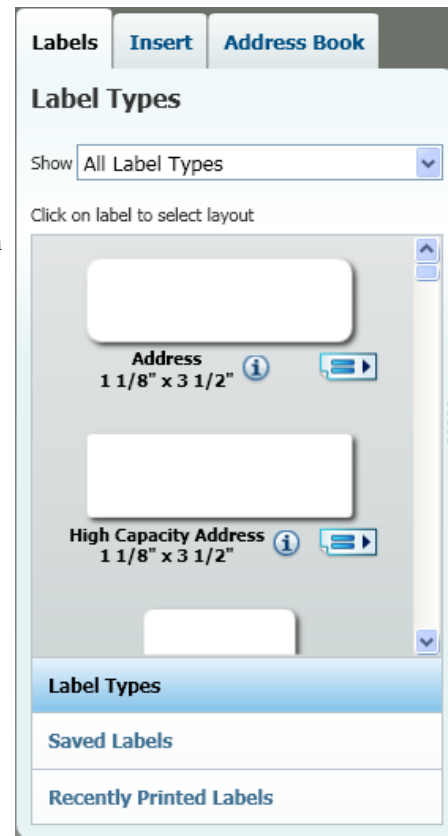 Labels Insert Address Book
Label Types
Show All Label Types
Click on label to select layout
Address
1 1/8" x 3 1/2"
High Capacity Address
1 1/8" x 3 1/2"
Label Types
Saved Labels
Recently Printed Labels